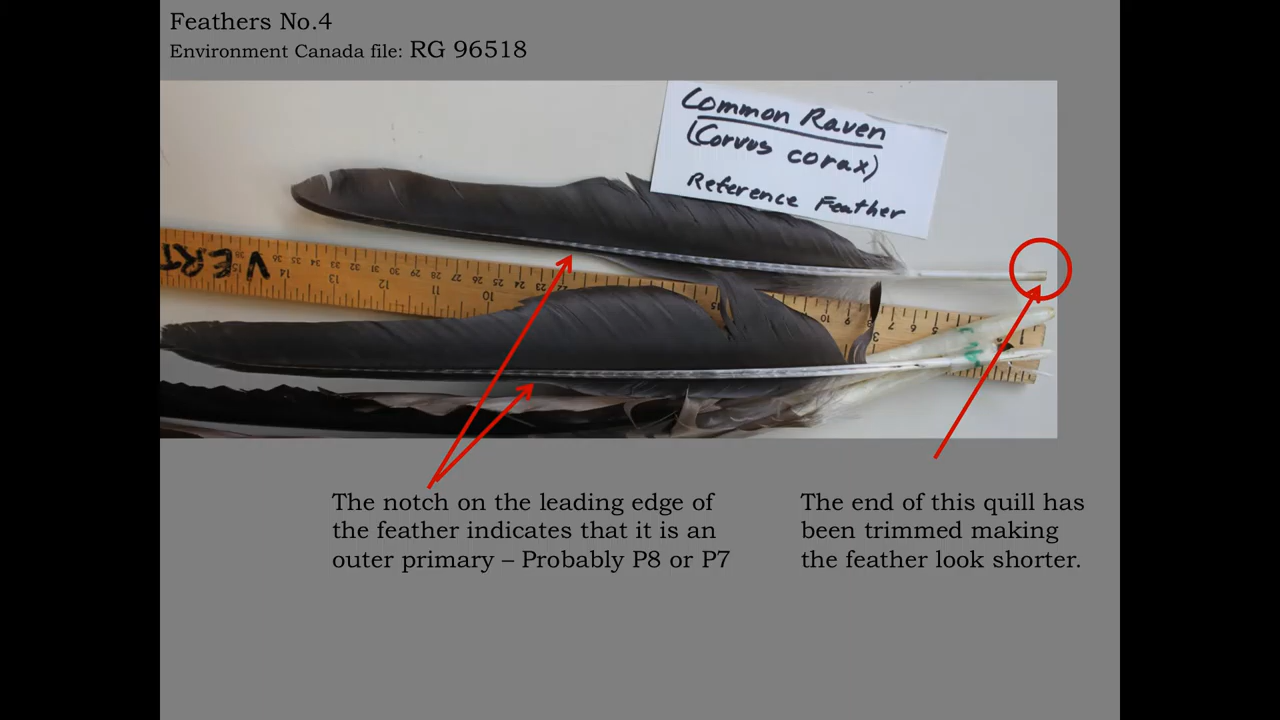 Feathers No.4
Environment Canada file: RG 96518
Common Raven
(Corvus corax)
Reference Feather
VERT
The notch on the leading edge of
the feather indicates that it is an
outer primary – Probably P8 or P7
The end of this quill has
been trimmed making
the feather look shorter.